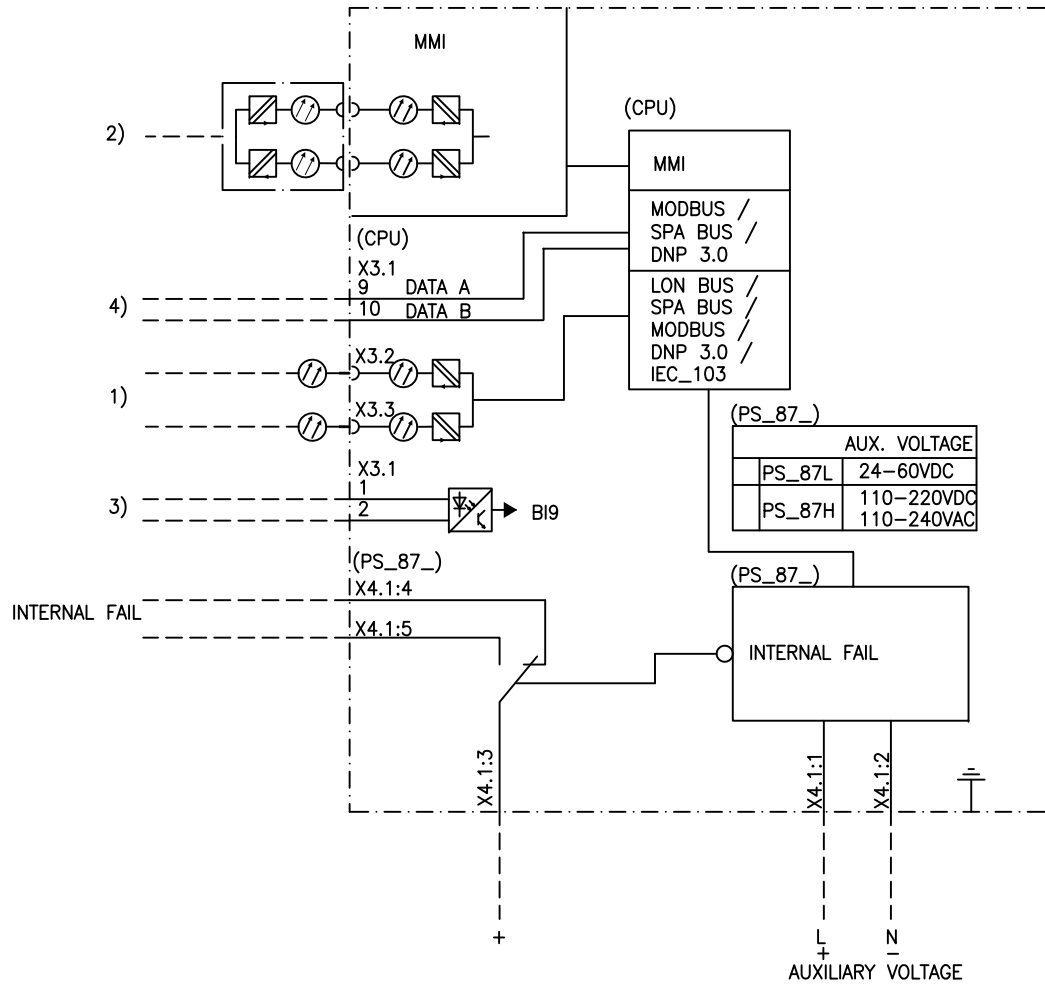 MMI
(CPU)
2)
MMI
MODBUS /
SPA BUS /
DNP 3.0
(CPU)
X3.1
9 DATA A
10 DATA B
4)
LON BUS /
SPA BUS /
MODBUS /
DNP 3.0 /
IEC_103
X3.2
1)
X3.3
(PS_87_)
AUX. VOLTAGE
PS_87L 24-60VDC
PS_87H 110-220VDC
110-240VAC
X3.1
1
3)
2
BI9
(PS_87_)
X4.1:4
INTERNAL FAIL
X4.1:5
(PS_87_)
INTERNAL FAIL
X4.1:3
X4.1:1
X4.1:2
+
L
+
N
-
AUXILIARY VOLTAGE